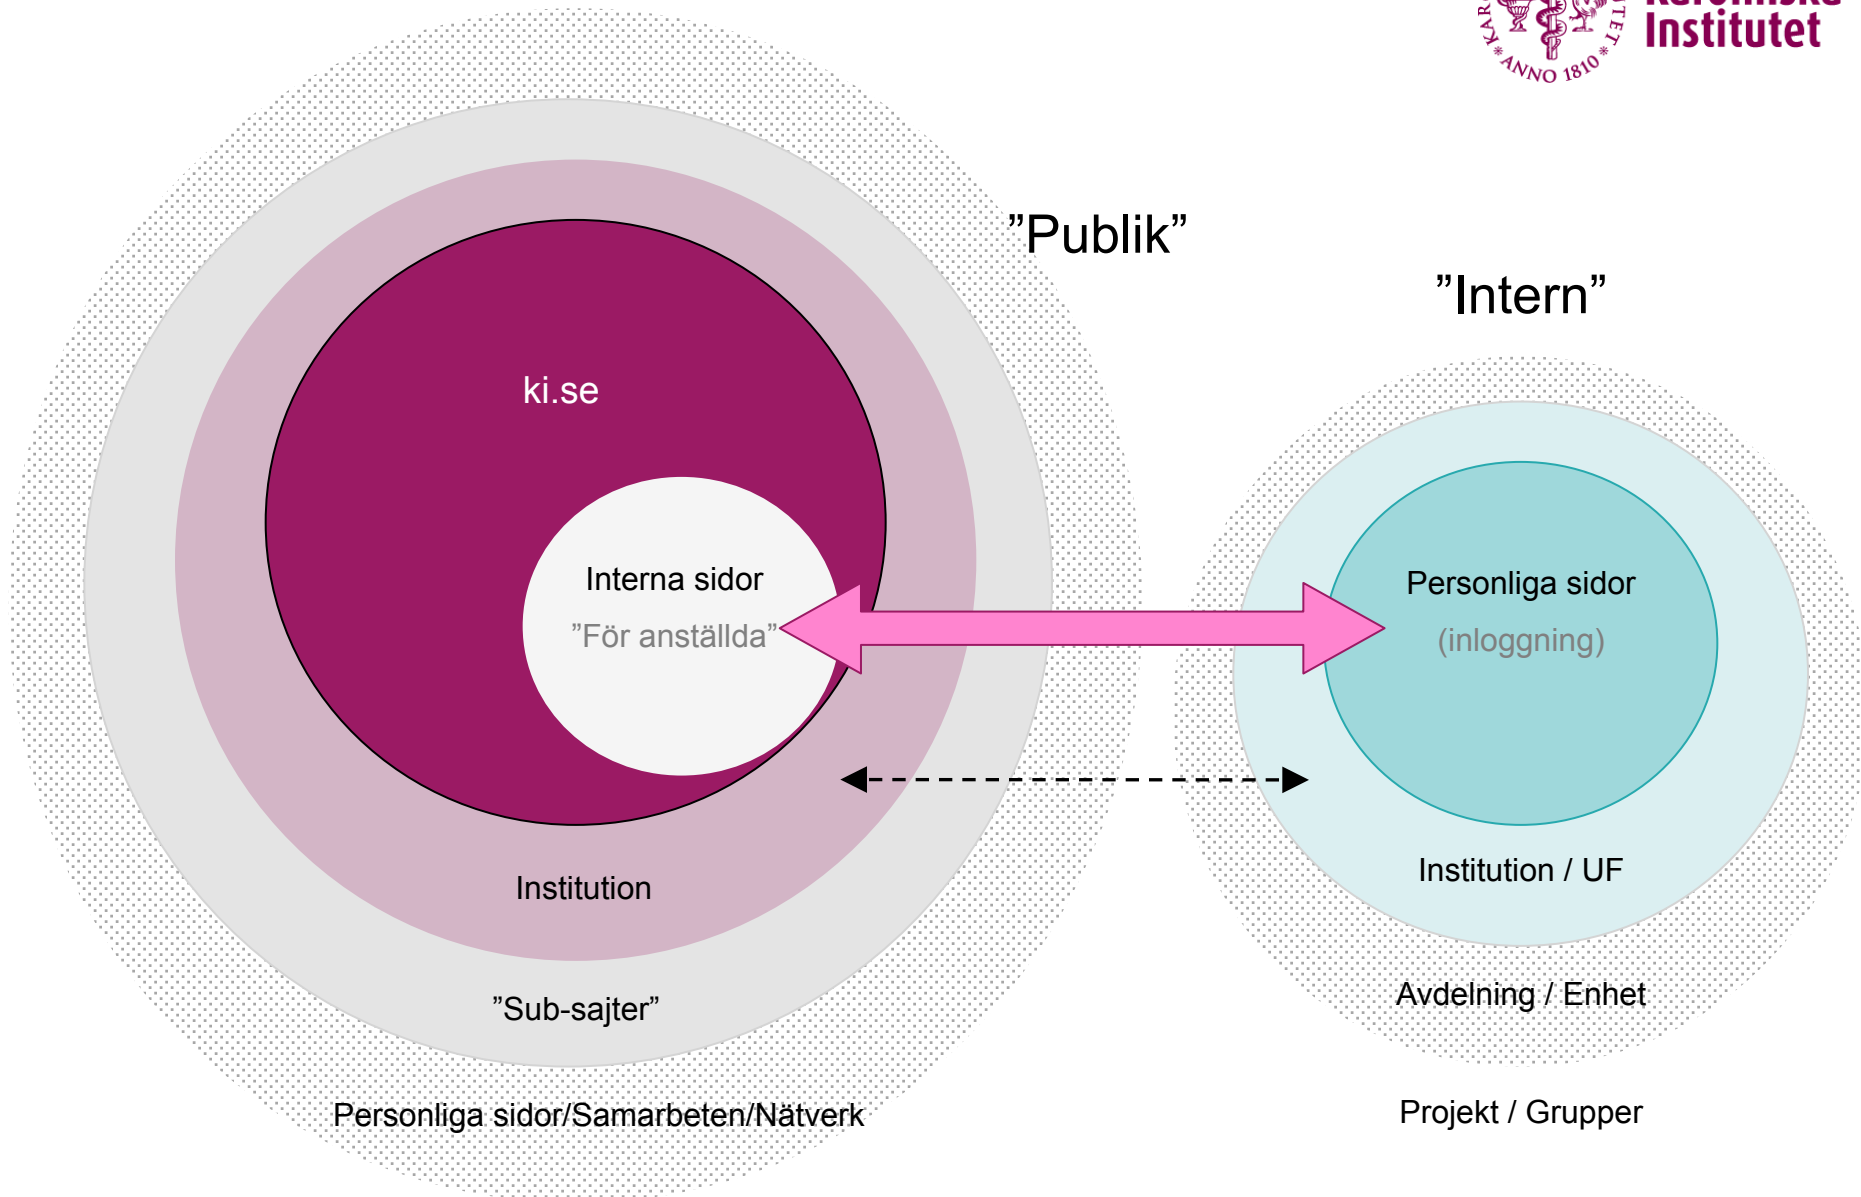 Institutet
ANNO 1810
”Publik”
”Intern”
ki.se
Interna sidor
”För anställda”
Personliga sidor
(inloggning)
Institution
Institution / UF
”Sub-sajter”
Avdelning / Enhet
Personliga sidor/Samarbeten/Nätverk
Projekt / Grupper